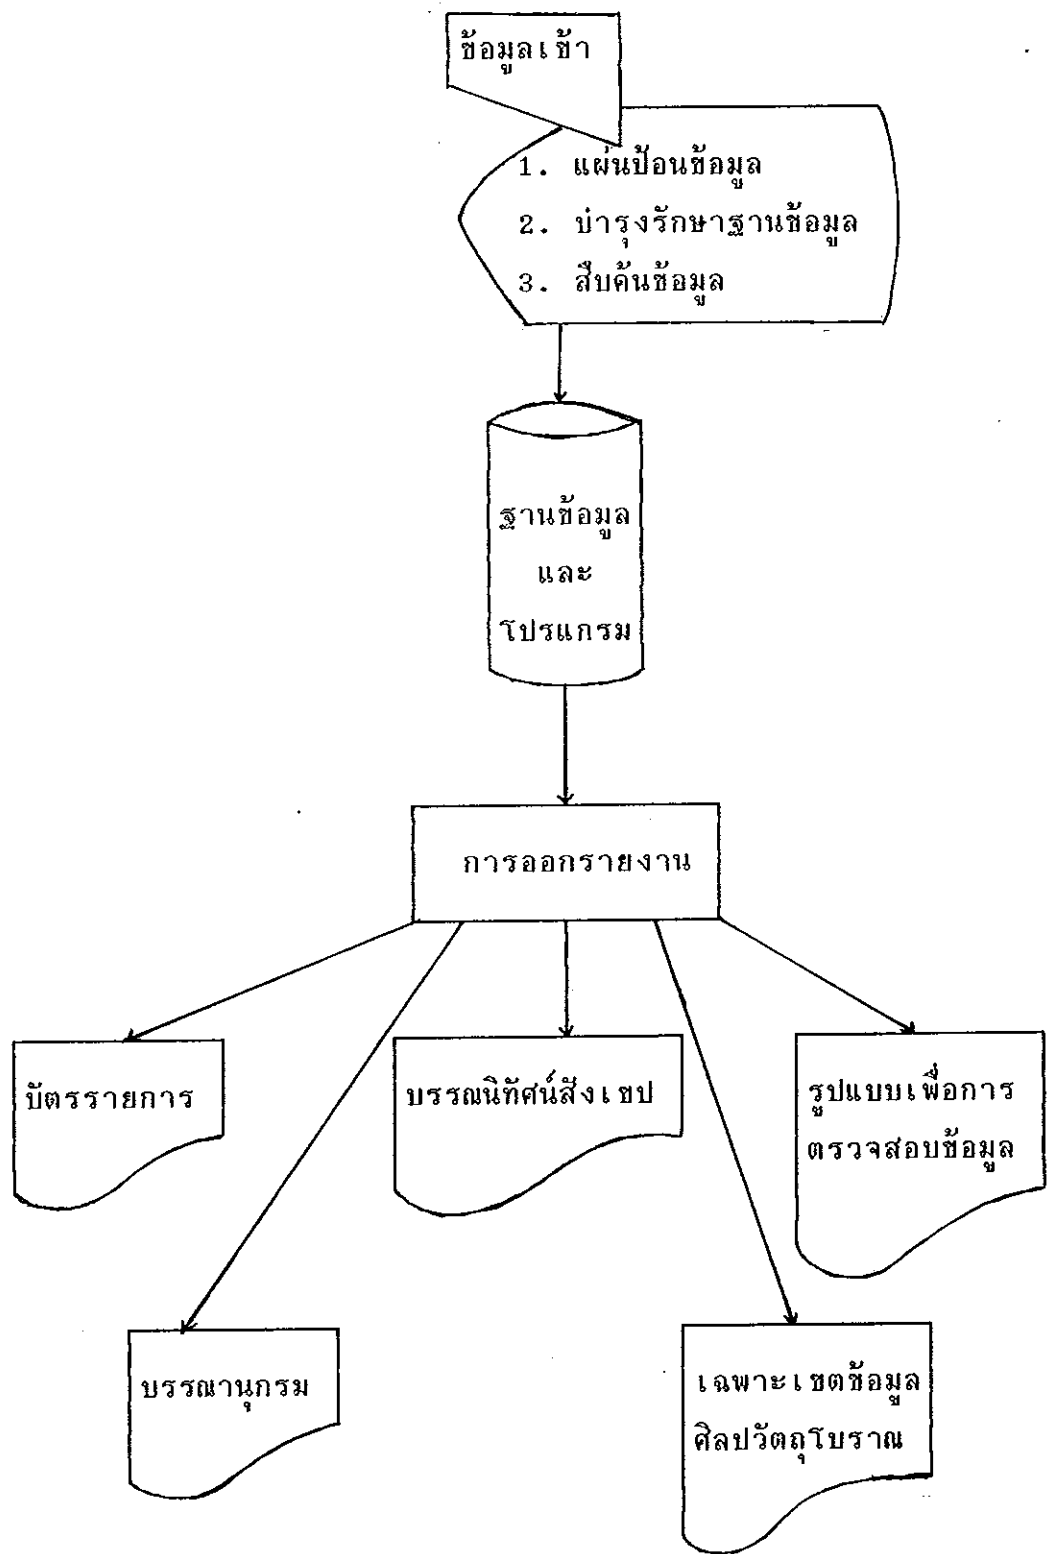 ข้อมูลเข้า
1. แผ่นป้อนข้อมูล
2. บำรุงรักษาฐานข้อมูล
3. สืบค้นข้อมูล
ฐานข้อมูล
และ
โปรแกรม
การออกรายงาน
บัตรรายการ
บรรณนิทัศน์สังเขป
รูปแบบเพื่อการ
ตรวจสอบข้อมูล
บรรณานุกรม
เฉพาะเขตข้อมูล
ศิลปวัตถุโบราณ